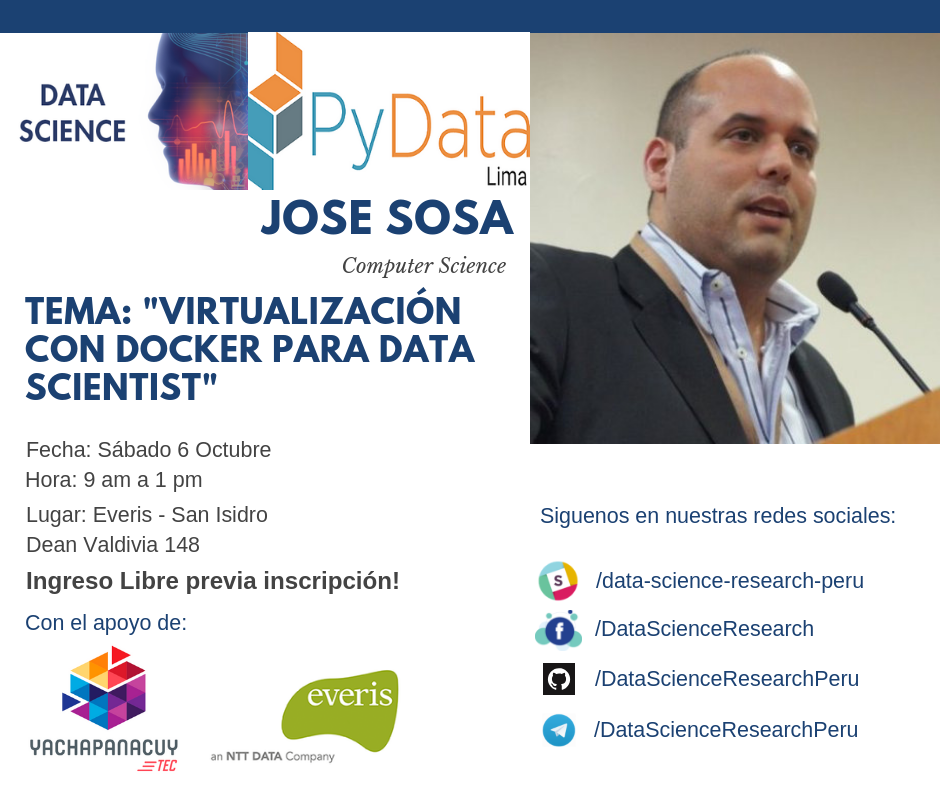 DATA
SCIENCE
PyData
Lima
JOSE SOSA
Computer Science
TEMA: "VIRTUALIZACIÓN
CON DOCKER PARA DATA
SCIENTIST"
Fecha: Sábado 6 Octubre
Hora: 9 am a 1 pm
Lugar: Everis - San Isidro
Dean Valdivia 148
Ingreso Libre previa inscripción!
Con el apoyo de:
YACHAPANACUY
TEC
everis
an NTT DATA Company
Siguenos en nuestras redes sociales:
S
/data-science-research-peru
f
/DataScienceResearch
/DataScienceResearchPeru
/DataScienceResearchPeru